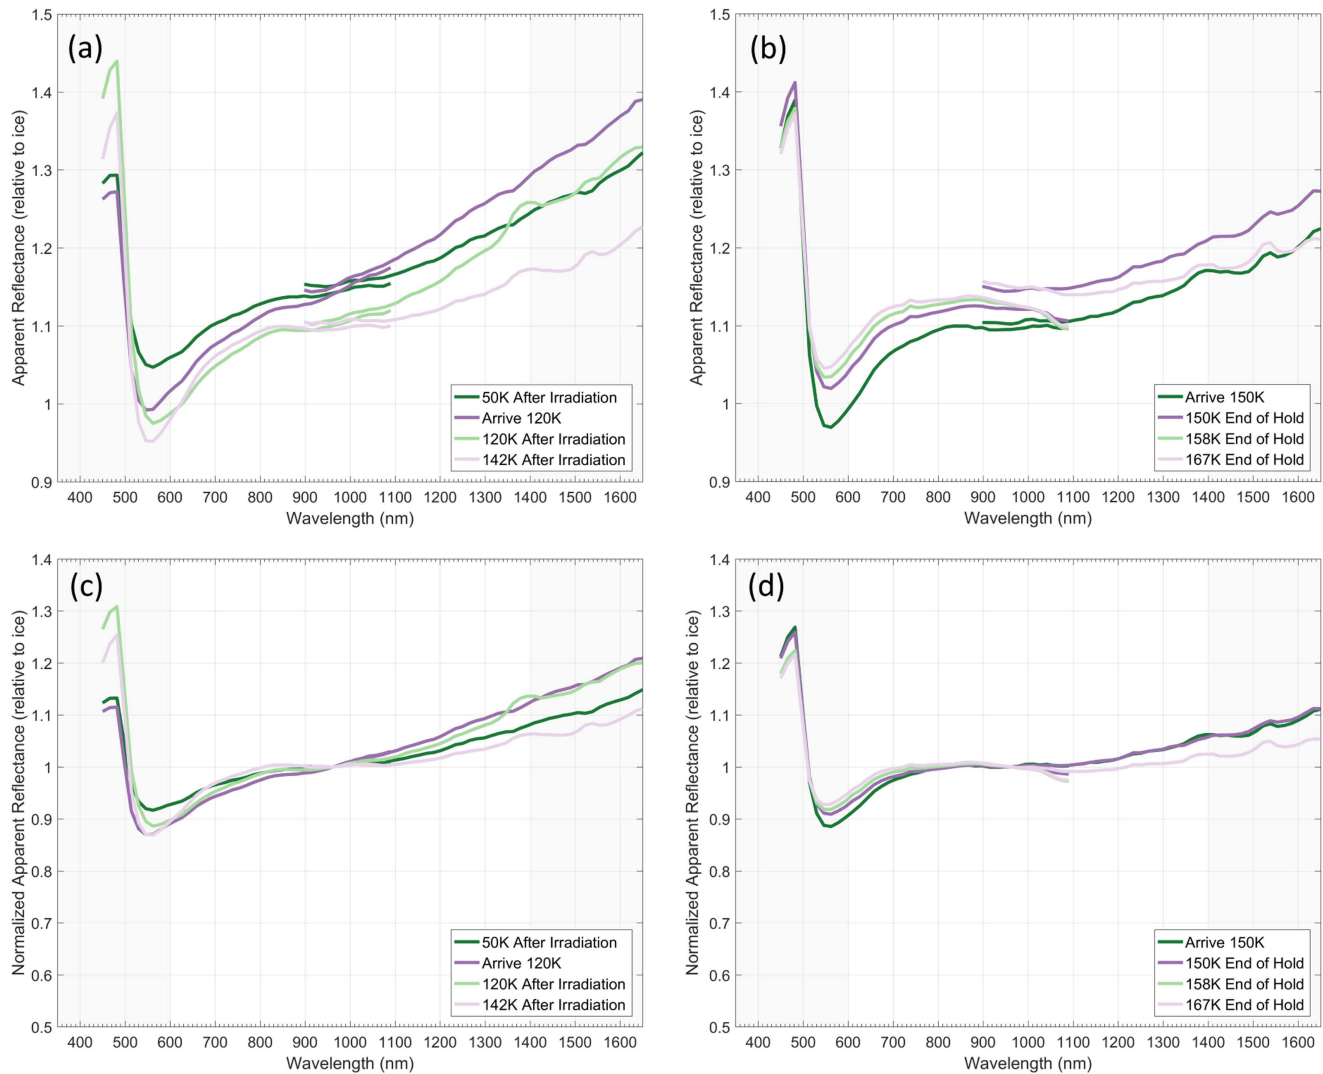 (a)
1.5
1.4
1.3
1.2
1.1
1
0.9
Apparent Reflectance (relative to ice)
50K After Irradiation
Arrive 120K
120K After Irradiation
142K After Irradiation
400 500 600 700 800 900 1000 1100 1200 1300 1400 1500 1600
Wavelength (nm)
(b)
1.5
1.4
1.3
1.2
1.1
1
0.9
Apparent Reflectance (relative to ice)
Arrive 150K
150K End of Hold
158K End of Hold
167K End of Hold
400 500 600 700 800 900 1000 1100 1200 1300 1400 1500 1600
Wavelength (nm)
(c)
1.4
1.3
1.2
1.1
1
0.9
0.8
0.7
0.6
0.5
Normalized Apparent Reflectance (relative to ice)
50K After Irradiation
Arrive 120K
120K After Irradiation
142K After Irradiation
400 500 600 700 800 900 1000 1100 1200 1300 1400 1500 1600
Wavelength (nm)
(d)
1.4
1.3
1.2
1.1
1
0.9
0.8
0.7
0.6
0.5
Normalized Apparent Reflectance (relative to ice)
Arrive 150K
150K End of Hold
158K End of Hold
167K End of Hold
400 500 600 700 800 900 1000 1100 1200 1300 1400 1500 1600
Wavelength (nm)